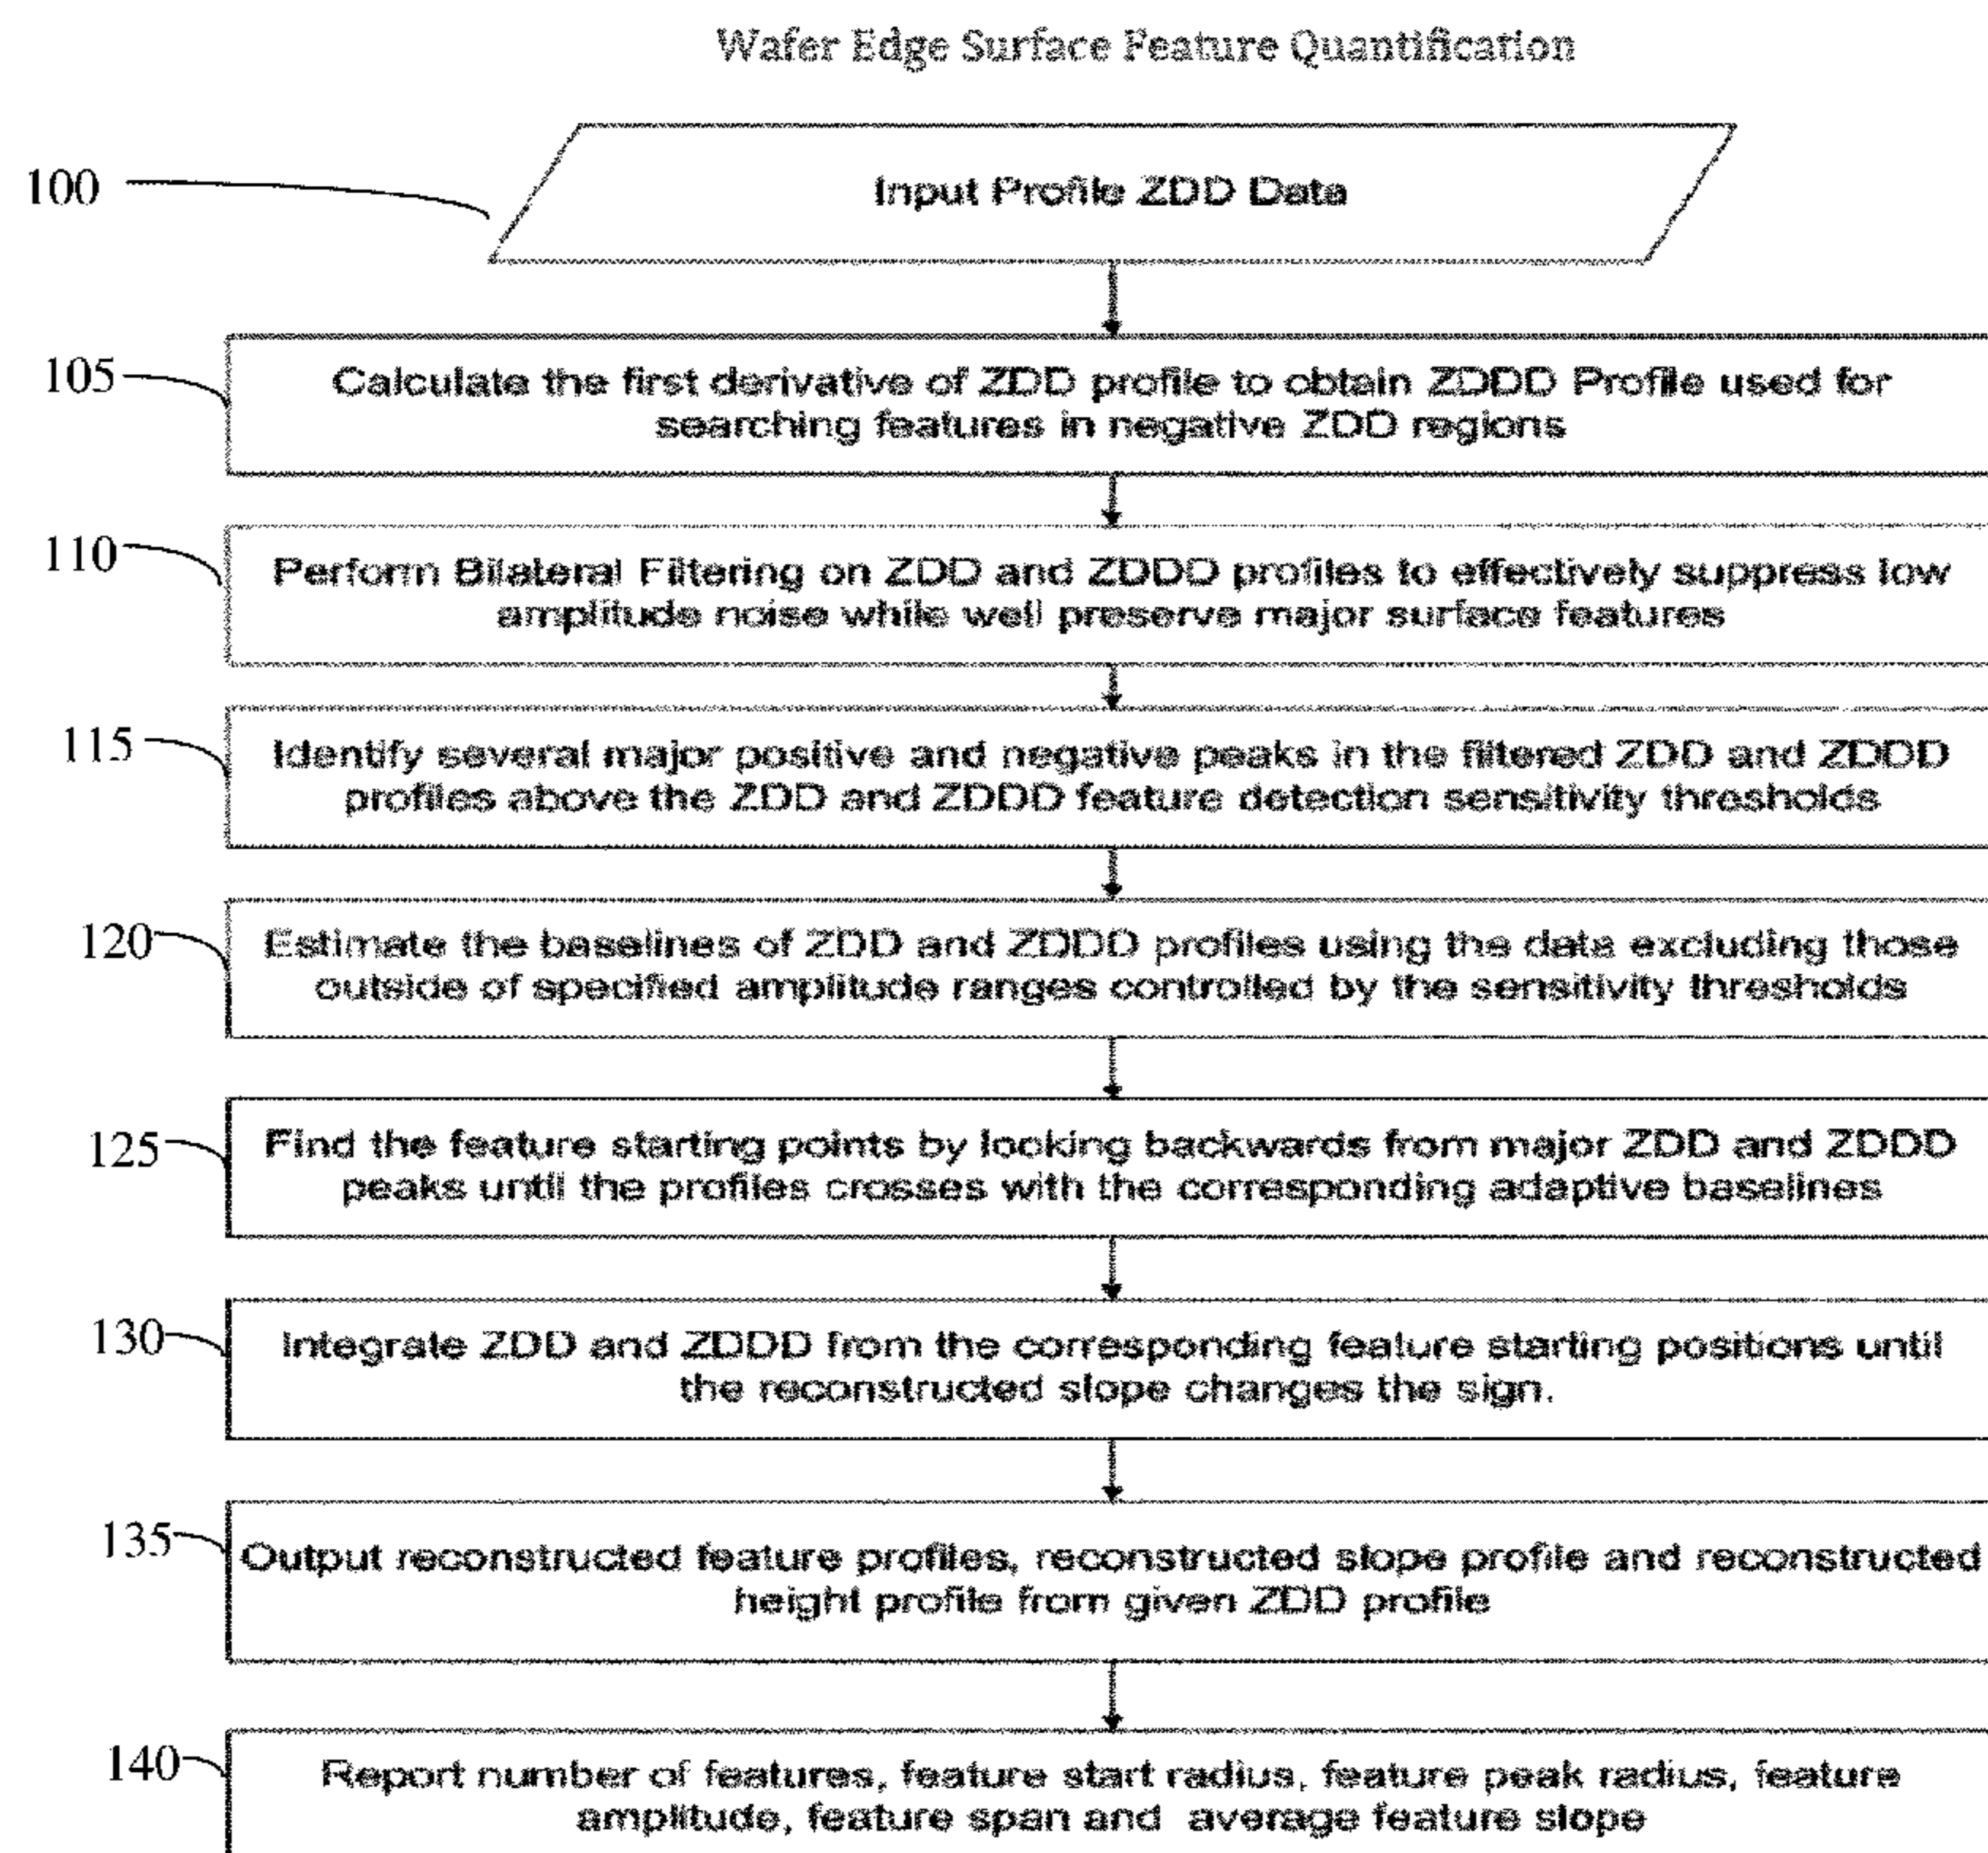 Wafer Edge Surface Feature Quantification
100
Input Profile ZDD Data
105
Calculate the first derivative of ZDD profile to obtain ZDDD Profile used for
searching features in negative ZDD regions
110
Perform Bilateral Filtering on ZDD and ZDDD profiles to effectively suppress low
amplitude noise while well preserve major surface features
115
Identify several major positive and negative peaks in the filtered ZDD and ZDDD
profiles above the ZDD and ZDDD feature detection sensitivity thresholds
120
Estimate the baselines of ZDD and ZDDD profiles using the data excluding those
outside of specified amplitude ranges controlled by the sensitivity thresholds
125
Find the feature starting points by looking backwards from major ZDD and ZDDD
peaks until the profiles crosses with the corresponding adaptive baselines
130
Integrate ZDD and ZDDD from the corresponding feature starting positions until
the reconstructed slope changes the sign.
135
Output reconstructed feature profiles, reconstructed slope profile and reconstructed
height profile from given ZDD profile
140
Report number of features, feature start radius, feature peak radius, feature
amplitude, feature span and average feature slope